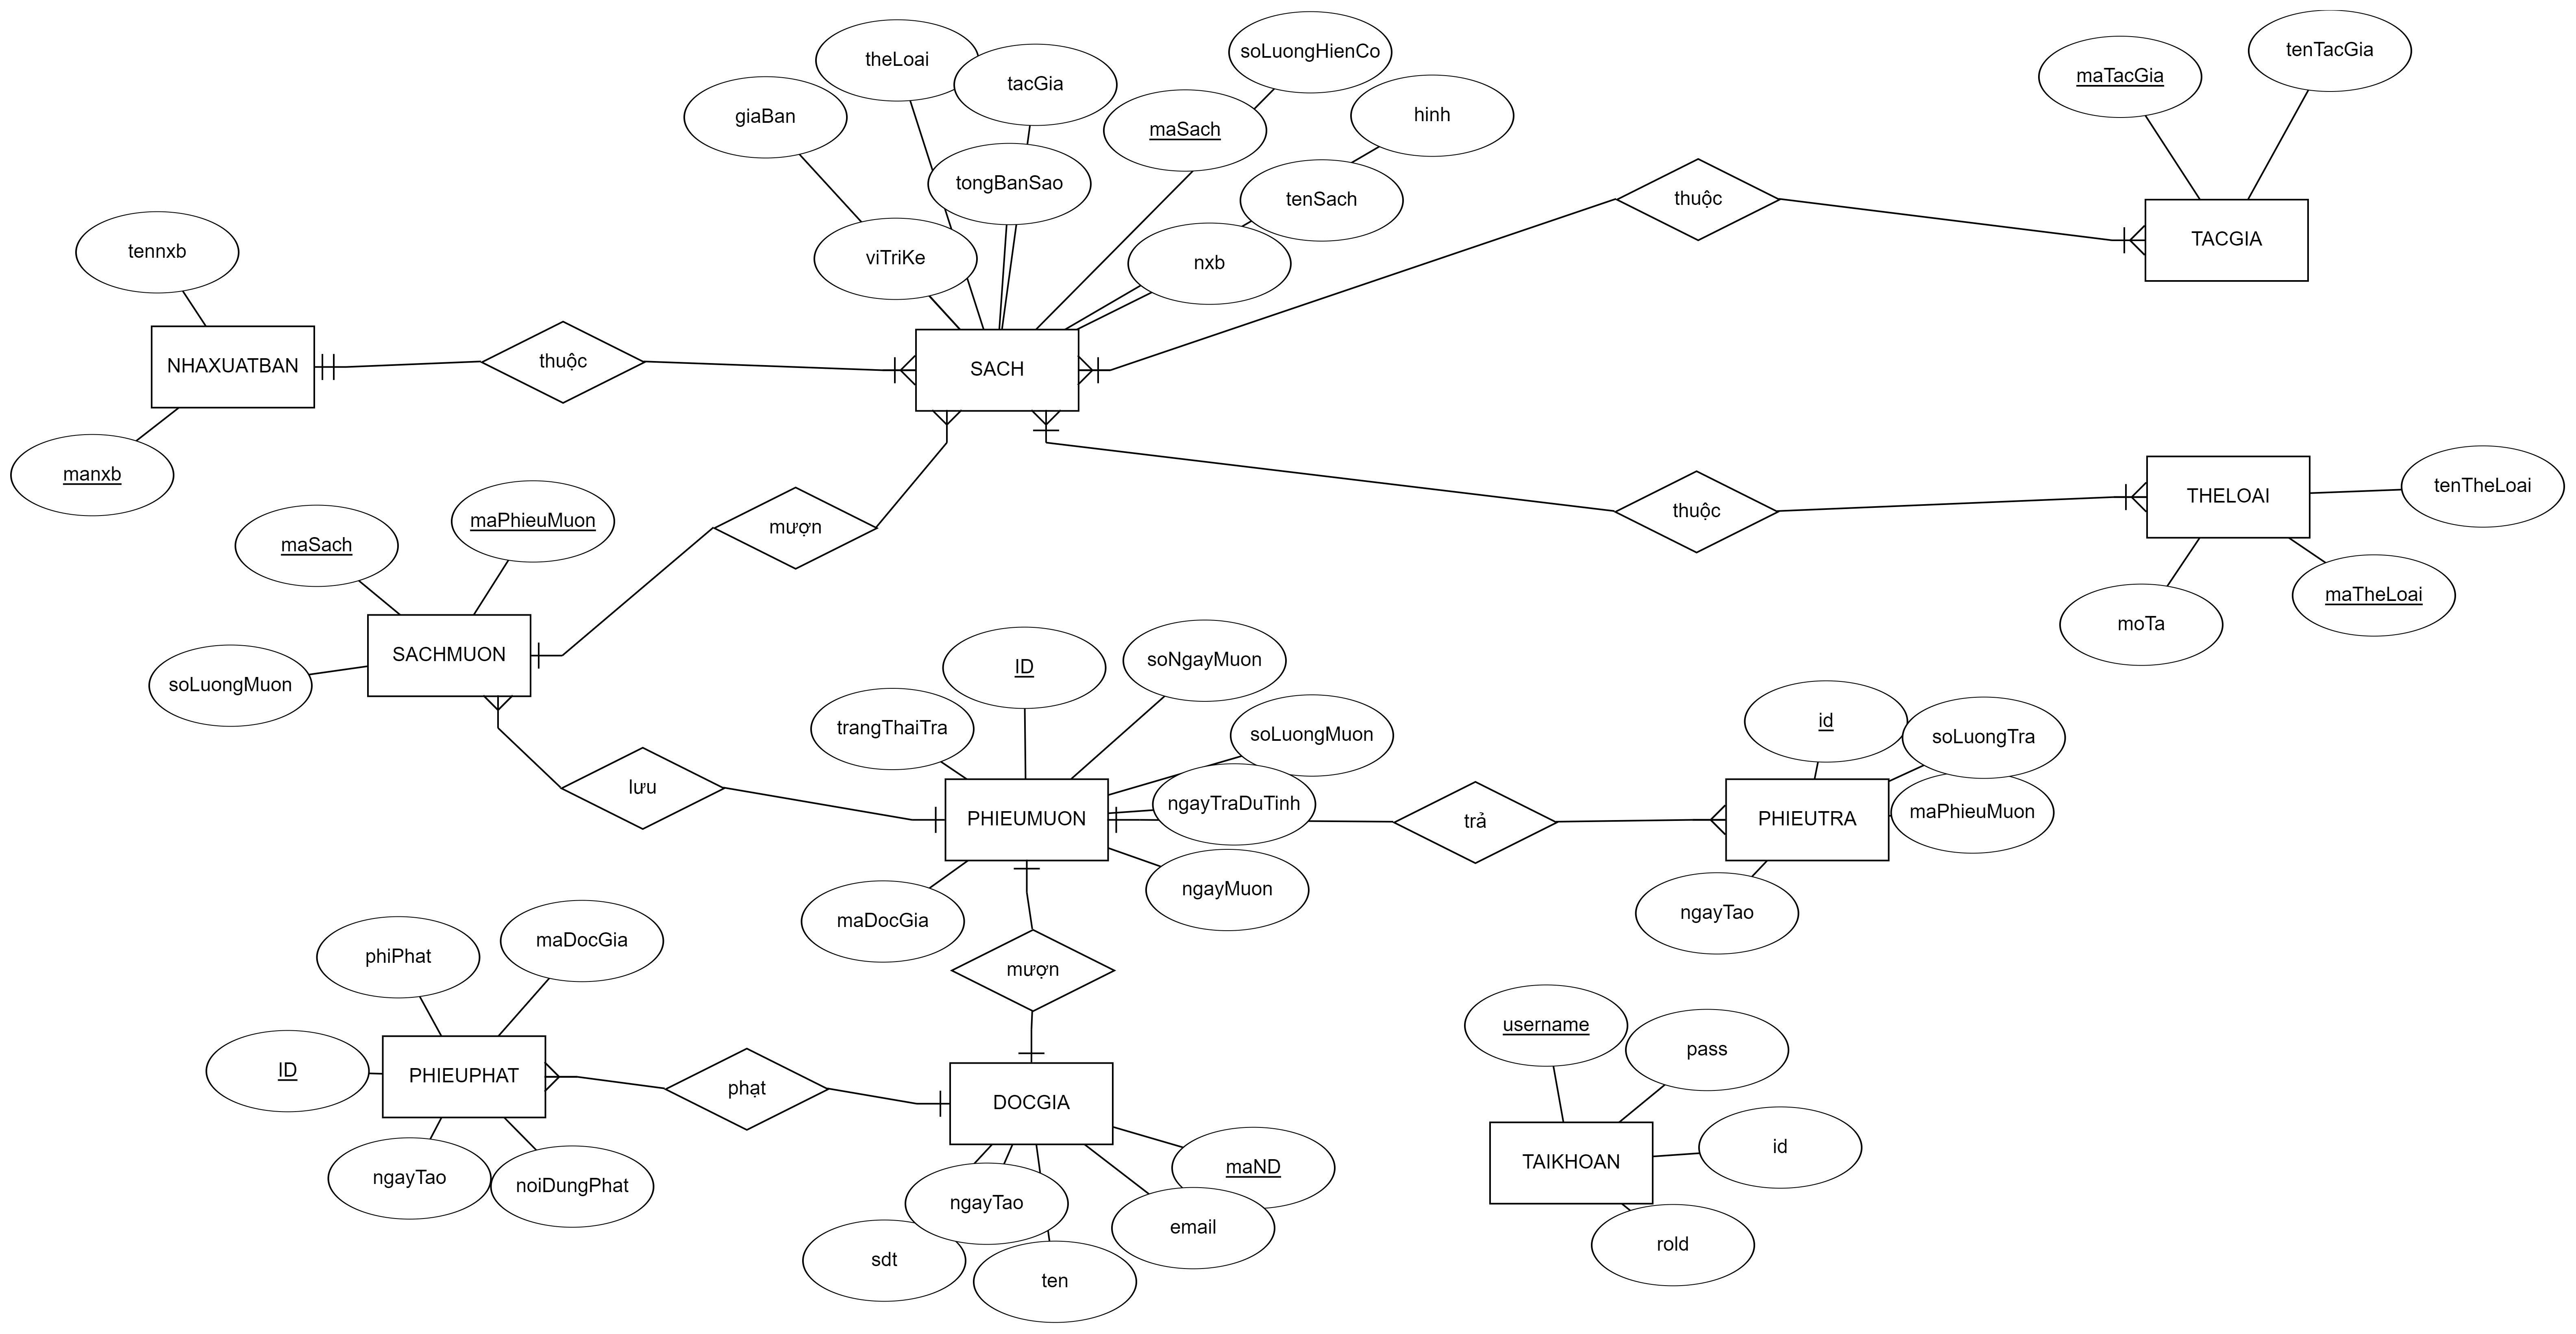 theLoai
tacGia
soLuongHienCo
giaBan
maSach
hinh
tongBanSao
tenSach
viTriKe
nxb
maTacGia
tenTacGia
thuộc
TACGIA
tennxb
NHAXUATBAN
thuộc
SACH
manxb
maSach
maPhieuMuon
mượn
thuộc
THELOAI
tenTheLoai
moTa
maTheLoai
SACHMUON
soLuongMuon
lưu
ID
soNgayMuon
trangThaiTra
soLuongMuon
PHIEUMUON
ngayTraDuTinh
ngayMuon
maDocGia
trả
id
soLuongTra
PHIEUTRA
maPhieuMuon
ngayTao
mượn
phiPhat
maDocGia
ID
PHIEUPHAT
phạt
DOCGIA
ngayTao
noiDungPhat
maND
ngayTao
email
sdt
ten
username
pass
TAIKHOAN
id
rold